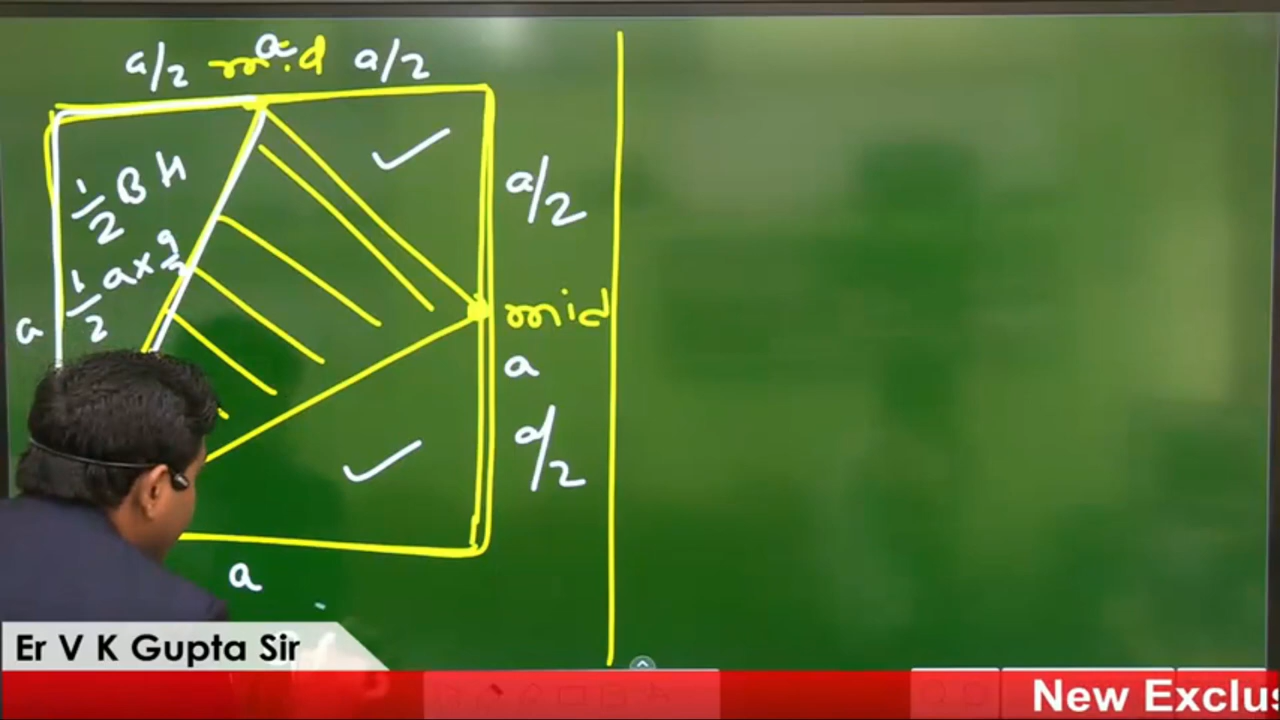 a/2 mid a a/2
1/2 B H
a/2
1/2 a x a/2
mid
a
a
a/2
a
Er V K Gupta Sir
New Exclus